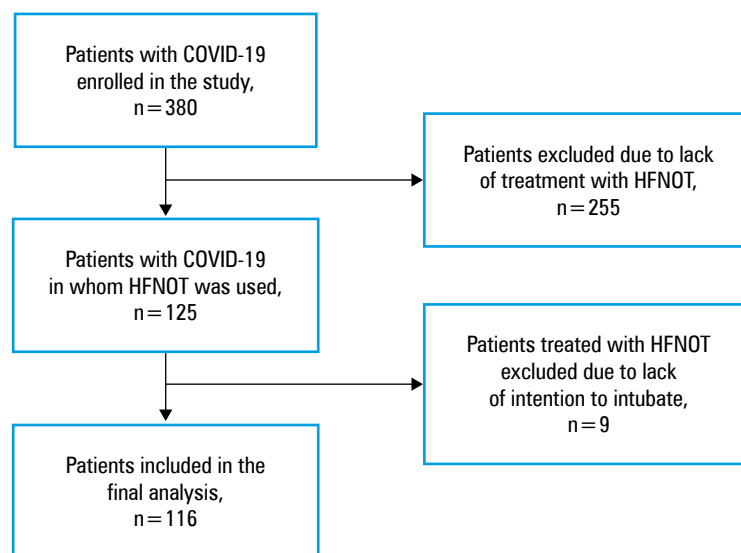 Patients with COVID-19
enrolled in the study,
n=380
Patients excluded due to lack
of treatment with HFNOT,
n=255
Patients with COVID-19
in whom HFNOT was used,
n=125
Patients treated with HFNOT
excluded due to lack
of intention to intubate,
n=9
Patients included in the
final analysis,
n=116